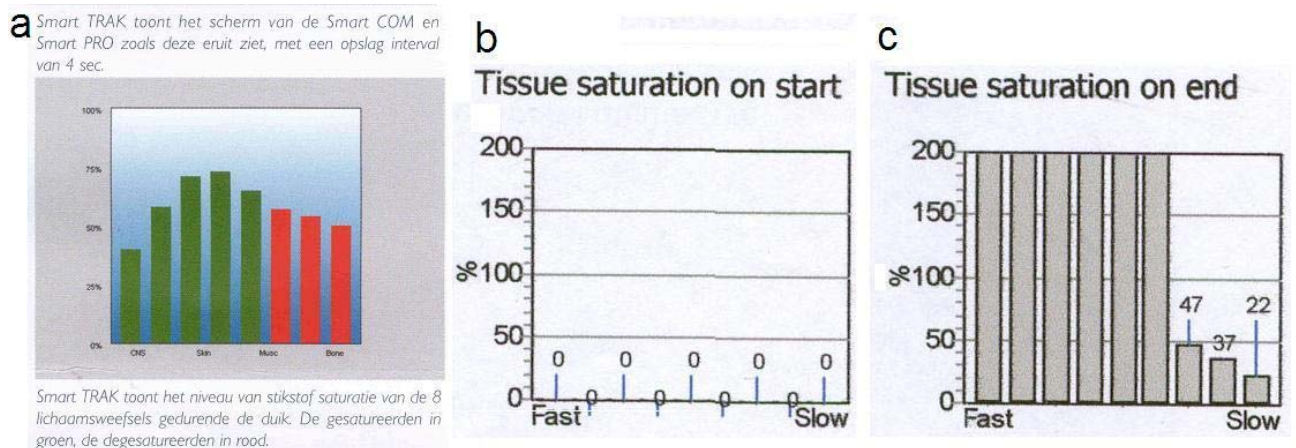 a
Smart TRAK toont het scherm van de Smart COM en
Smart PRO zoals deze eruit ziet, met een opslag interval
van 4 sec.
100%
75%
50%
25%
0%
CNS Skin Musc Bone
Smart TRAK toont het niveau van stikstof saturatie van de 8
lichaamsweefsels gedurende de duik. De gesatureerden in
groen, de degesatureerden in rood.
b
Tissue saturation on start
200
150
100
50
0
%
0 0 0 0 0
0 0 0 0
Fast Slow
c
Tissue saturation on end
200
150
100
50
0
%
47 37 22
Fast Slow